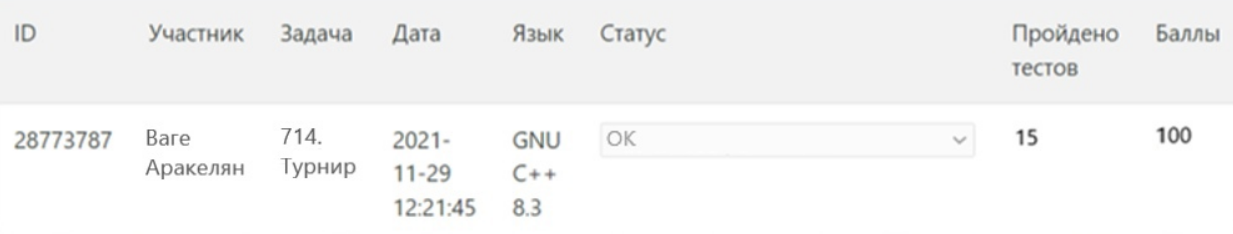 ID Участник Задача Дата Язык Статус Пройдено тестов Баллы
28773787 Ваге Аракелян 714. Турнир 2021-11-29 12:21:45 GNU C++ 8.3 OK 15 100